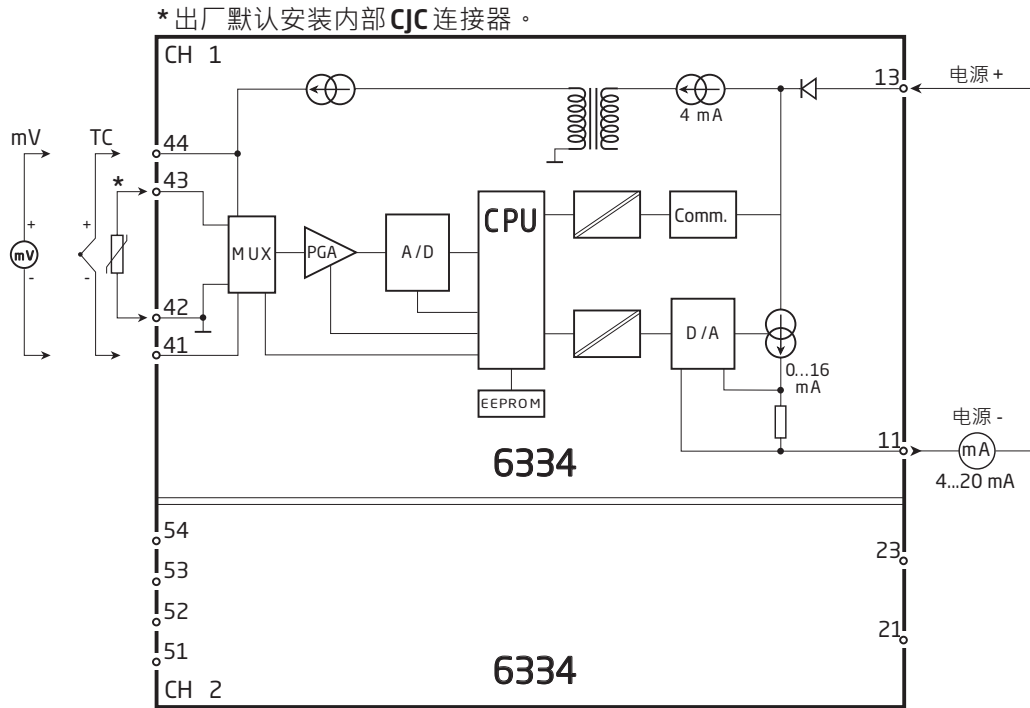 * 出厂默认安装内部 CJC 连接器。
CH 1
13
电源 +
4 mA
mV
TC
44
*
43
+
+
CPU
Comm.
MUX
PGA
A/D
mV
-
-
42
41
D/A
0...16
mA
EEPROM
电源 -
11
mA
6334
4...20 mA
54
23
53
52
21
51
6334
CH 2